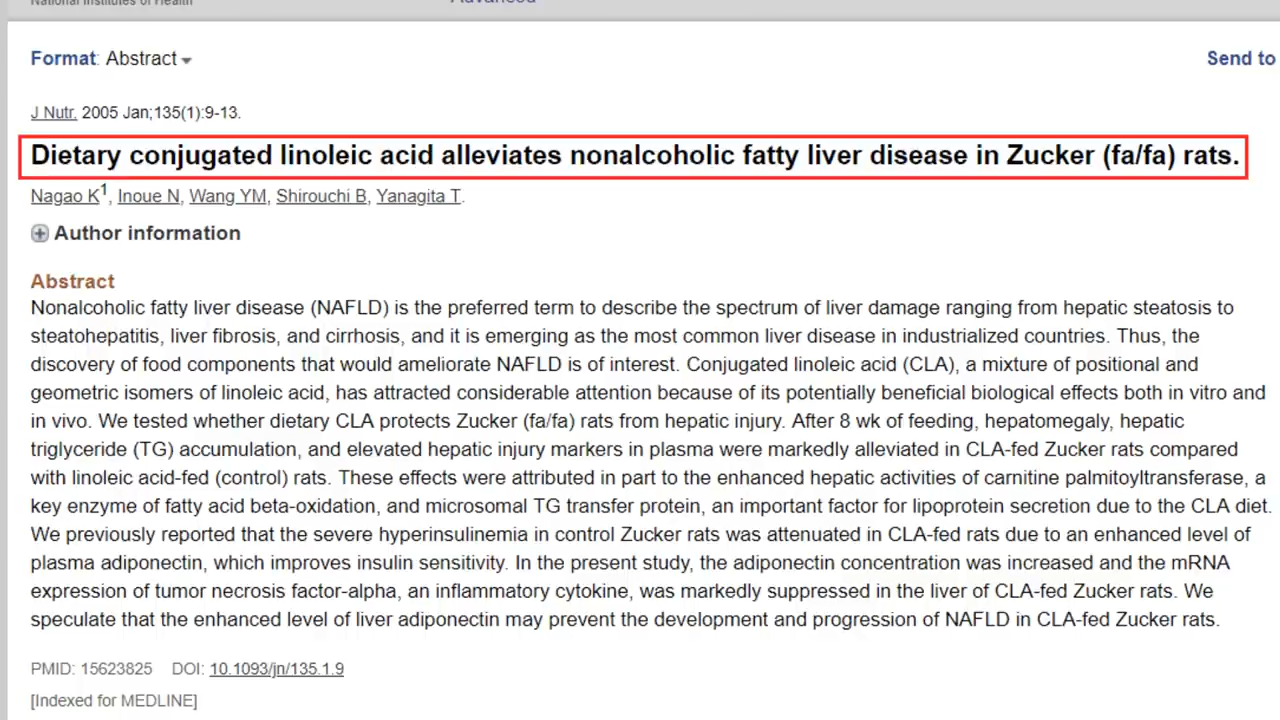 National Institutes of Health
Advanced
Format: Abstract
Send to
J Nutr. 2005 Jan;135(1):9-13.
Dietary conjugated linoleic acid alleviates nonalcoholic fatty liver disease in Zucker (fa/fa) rats.
Nagao K1, Inoue N, Wang YM, Shirouchi B, Yanagita T.
Author information
Abstract
Nonalcoholic fatty liver disease (NAFLD) is the preferred term to describe the spectrum of liver damage ranging from hepatic steatosis to
steatohepatitis, liver fibrosis, and cirrhosis, and it is emerging as the most common liver disease in industrialized countries. Thus, the
discovery of food components that would ameliorate NAFLD is of interest. Conjugated linoleic acid (CLA), a mixture of positional and
geometric isomers of linoleic acid, has attracted considerable attention because of its potentially beneficial biological effects both in vitro and
in vivo. We tested whether dietary CLA protects Zucker (fa/fa) rats from hepatic injury. After 8 wk of feeding, hepatomegaly, hepatic
triglyceride (TG) accumulation, and elevated hepatic injury markers in plasma were markedly alleviated in CLA-fed Zucker rats compared
with linoleic acid-fed (control) rats. These effects were attributed in part to the enhanced hepatic activities of carnitine palmitoyltransferase, a
key enzyme of fatty acid beta-oxidation, and microsomal TG transfer protein, an important factor for lipoprotein secretion due to the CLA diet.
We previously reported that the severe hyperinsulinemia in control Zucker rats was attenuated in CLA-fed rats due to an enhanced level of
plasma adiponectin, which improves insulin sensitivity. In the present study, the adiponectin concentration was increased and the mRNA
expression of tumor necrosis factor-alpha, an inflammatory cytokine, was markedly suppressed in the liver of CLA-fed Zucker rats. We
speculate that the enhanced level of liver adiponectin may prevent the development and progression of NAFLD in CLA-fed Zucker rats.
PMID: 15623825 DOI: 10.1093/jn/135.1.9
[Indexed for MEDLINE]